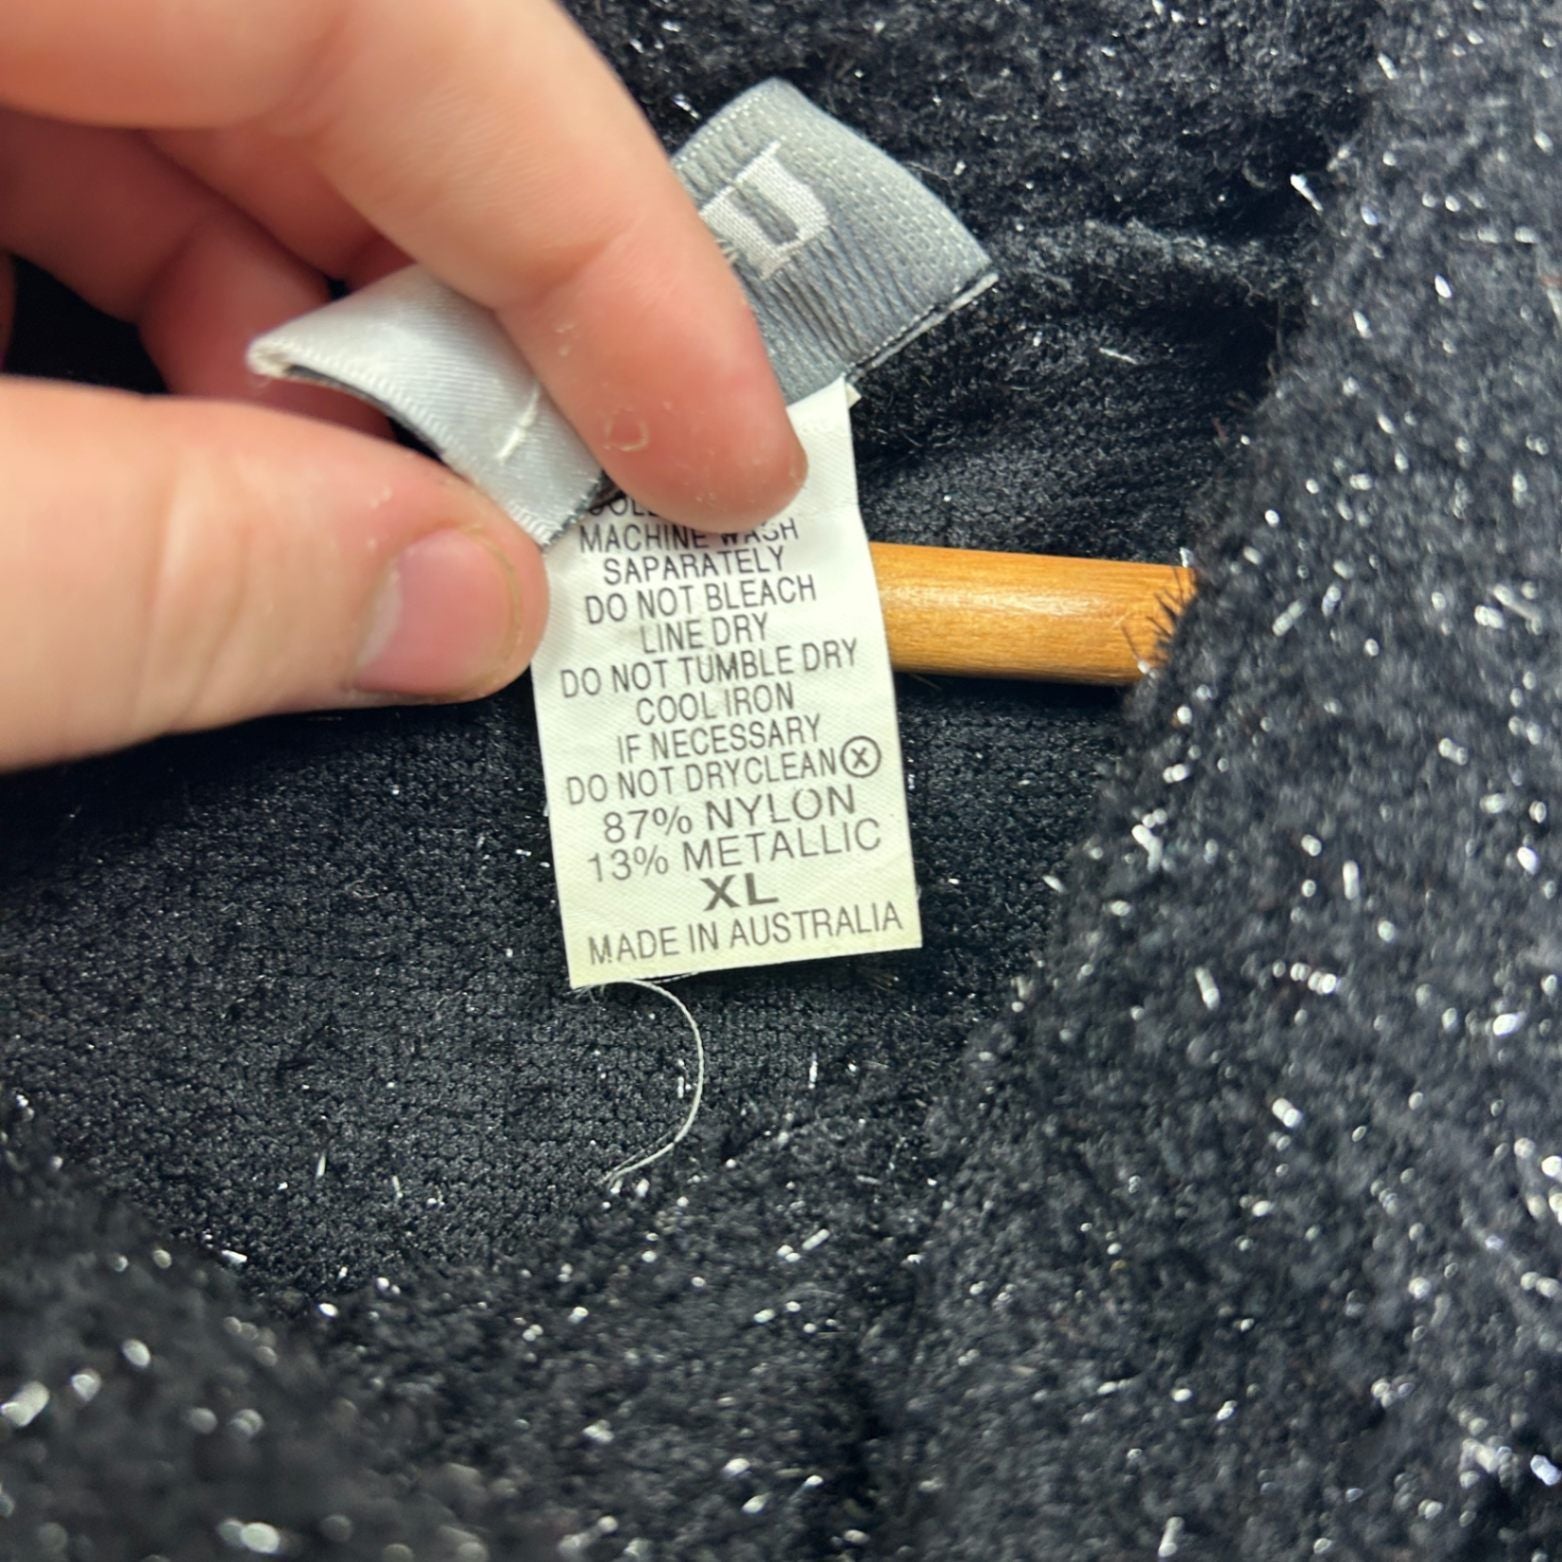 MACHINE WASH
SAPARATELY
DO NOT BLEACH
LINE DRY
DO NOT TUMBLE DRY
COOL IRON
IF NECESSARY
DO NOT DRYCLEAN Ⓧ
87% NYLON
13% METALLIC
XL
MADE IN AUSTRALIA